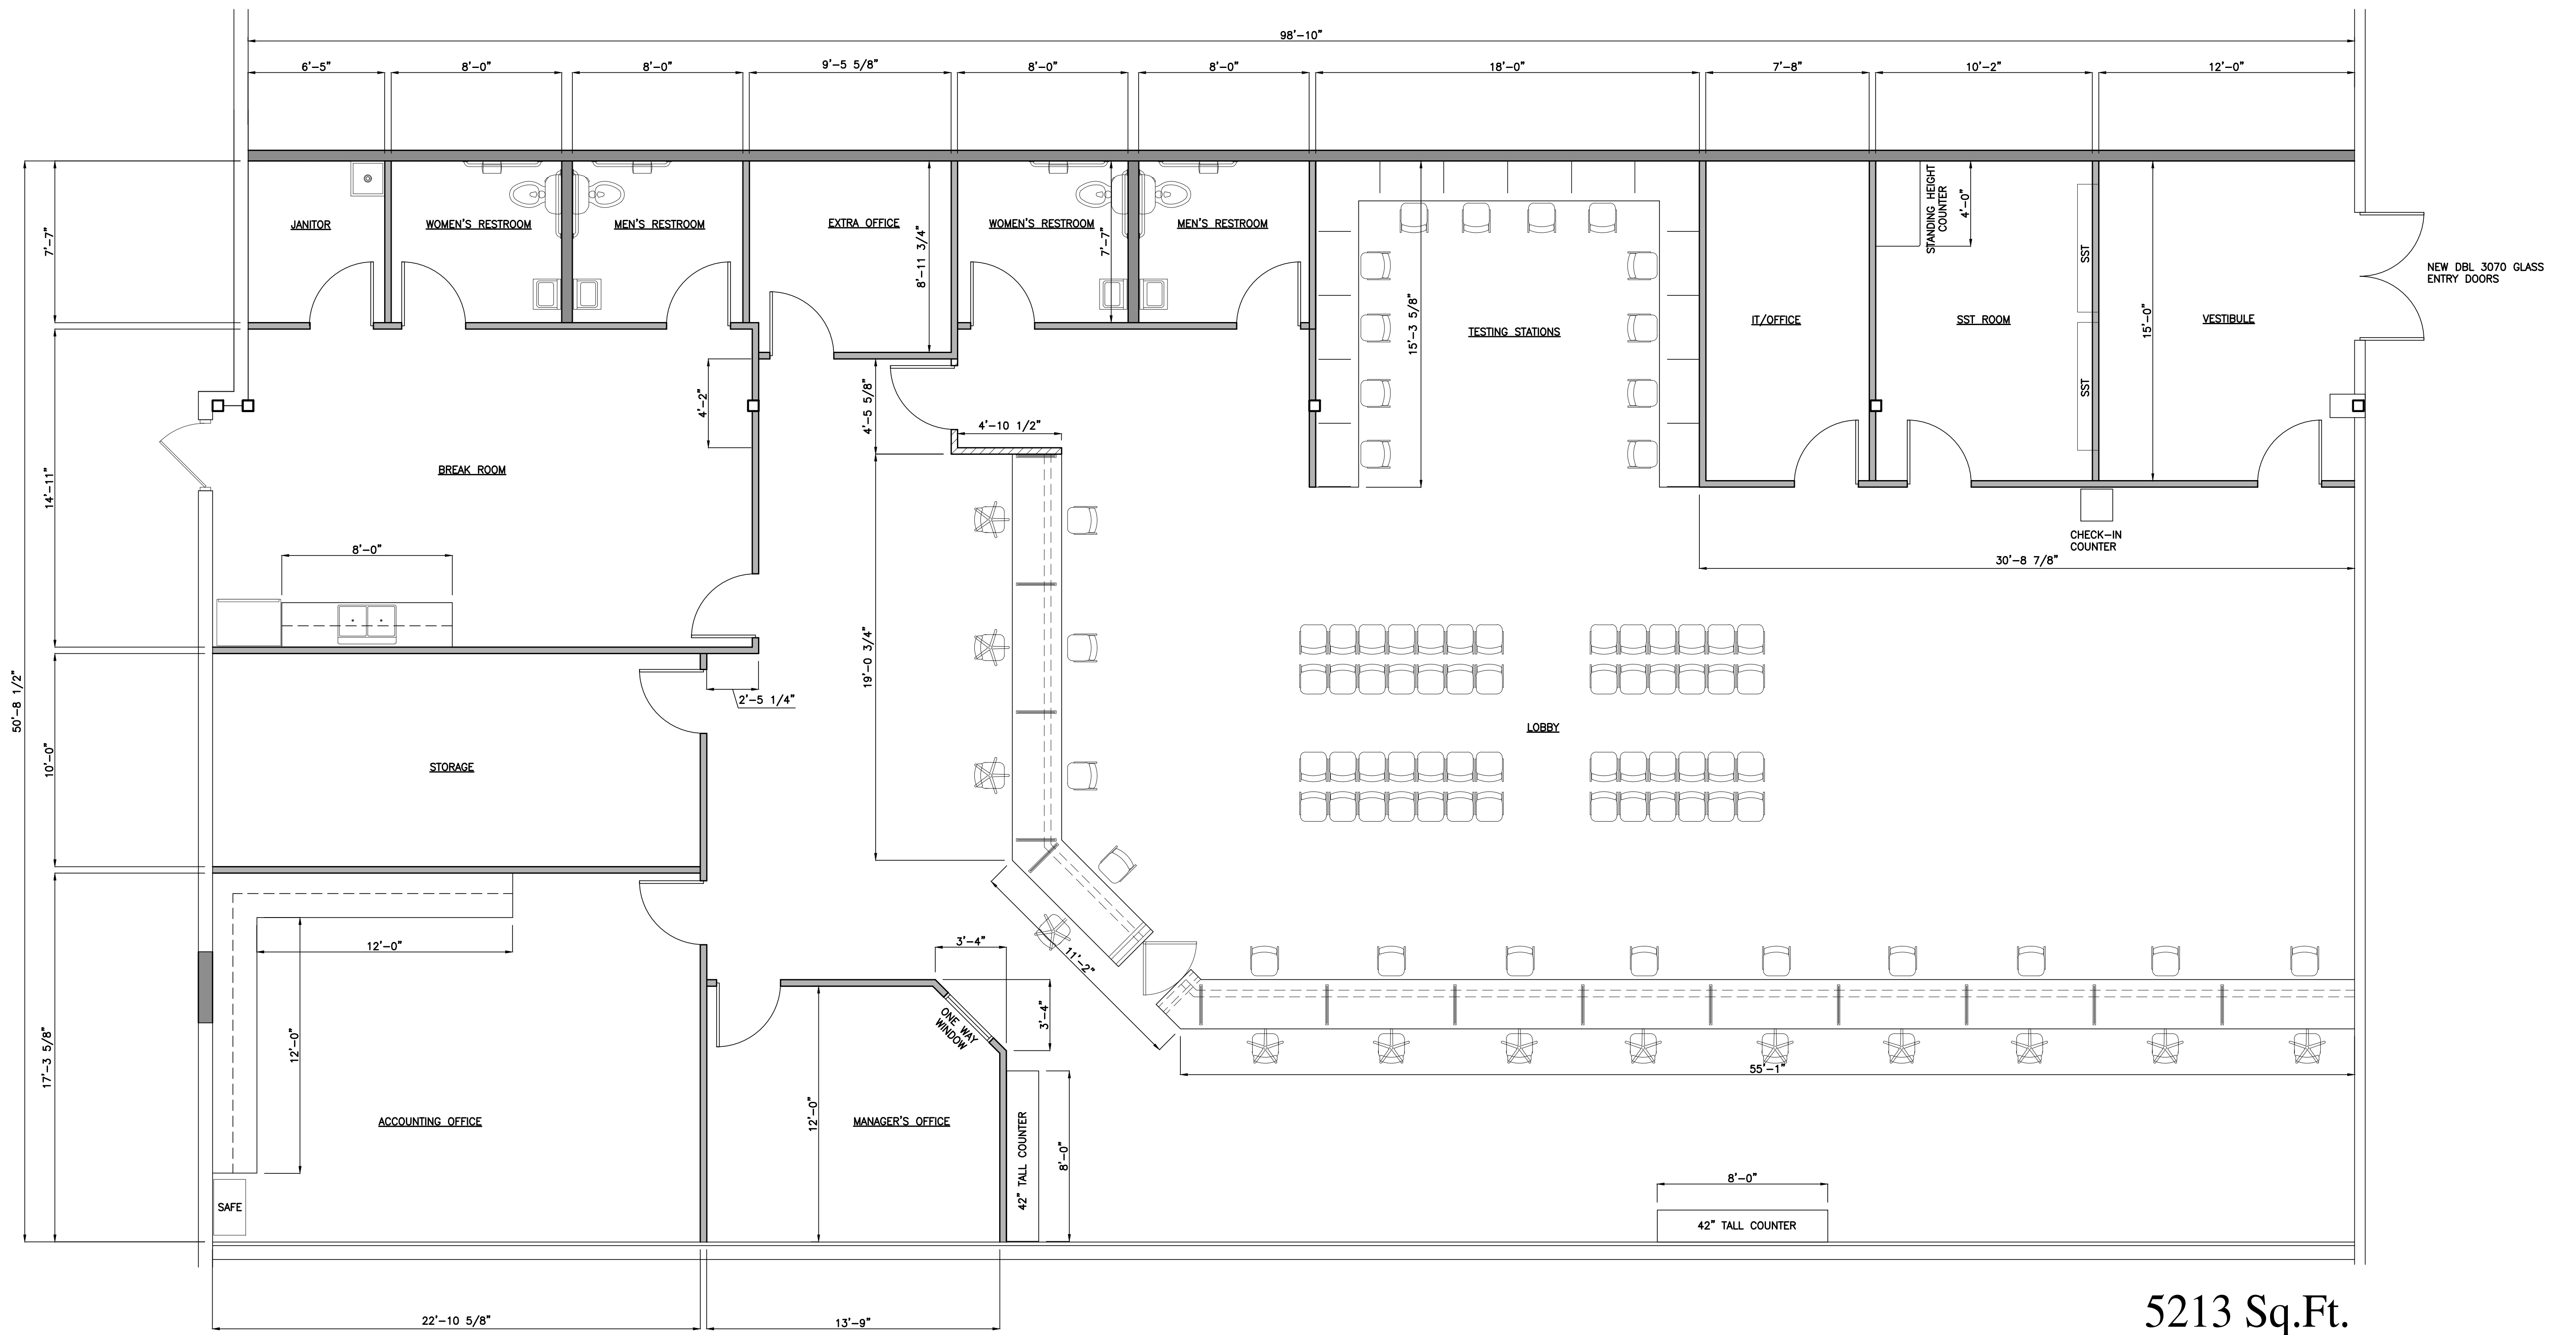 98'-10"
6'-5"
8'-0"
8'-0"
9'-5 5/8"
8'-0"
8'-0"
18'-0"
7'-8"
10'-2"
12'-0"
7'-7"
JANITOR
WOMEN'S RESTROOM
MEN'S RESTROOM
EXTRA OFFICE
8'-11 3/4"
WOMEN'S RESTROOM
7'-7"
MEN'S RESTROOM
STANDING HEIGHT
COUNTER
4'-0"
SST
SST
NEW DBL 3070 GLASS
ENTRY DOORS
15'-3 5/8"
TESTING STATIONS
IT/OFFICE
SST ROOM
15'-0"
VESTIBULE
4'-2"
4'-5 5/8"
4'-10 1/2"
14'-11"
BREAK ROOM
CHECK-IN
COUNTER
8'-0"
30'-8 7/8"
50'-8 1/2"
19'-0 3/4"
2'-5 1/4"
LOBBY
10'-0"
STORAGE
12'-0"
3'-4"
11'-2"
17'-3 5/8"
12'-0"
ONE WAY
WINDOW
3'-4"
55'-1"
ACCOUNTING OFFICE
12'-0"
MANAGER'S OFFICE
42" TALL COUNTER
8'-0"
SAFE
8'-0"
42" TALL COUNTER
22'-10 5/8"
13'-9"
5213 Sq.Ft.